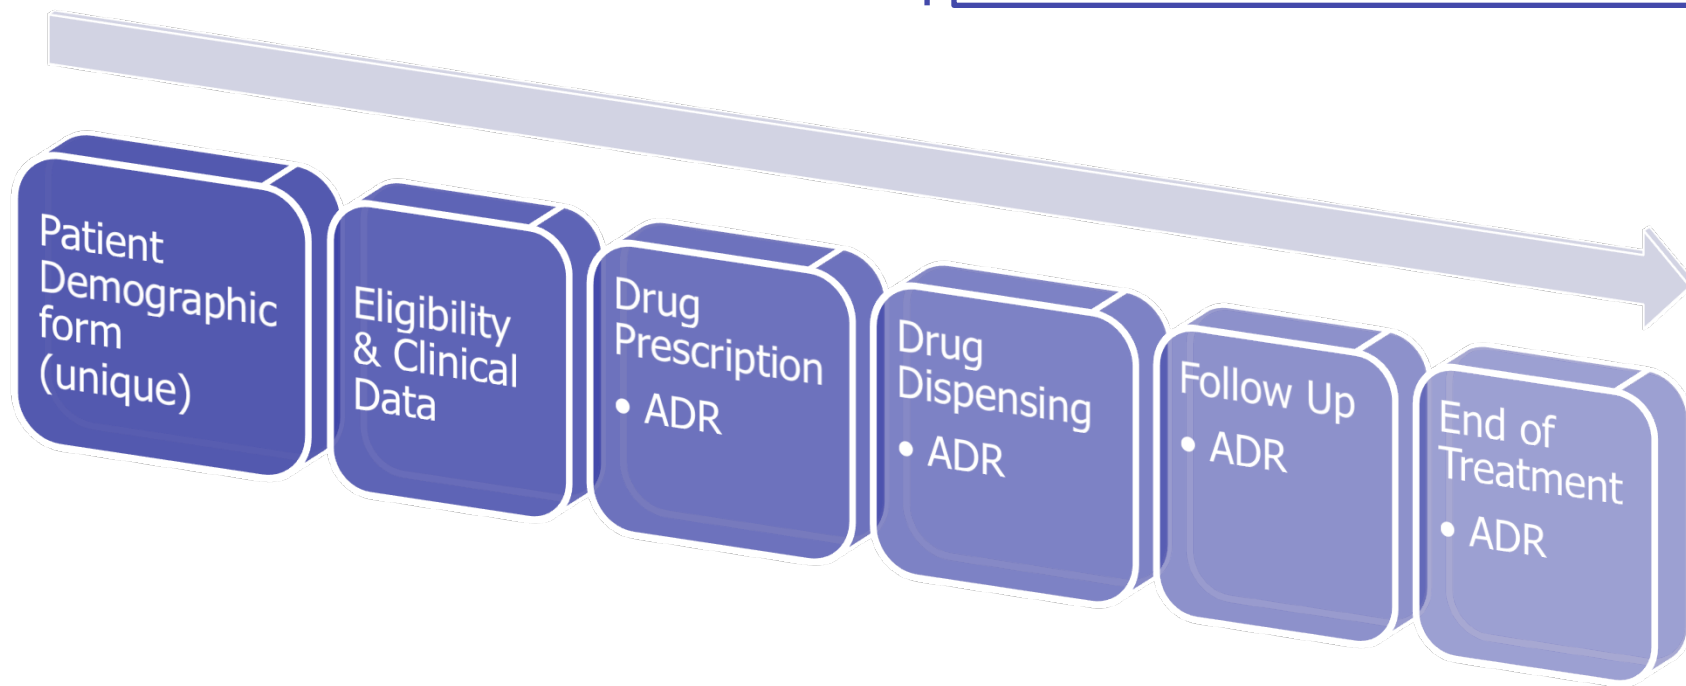 Patient
Demographic
form
(unique)
Eligibility
& Clinical
Data
Drug
Prescription
• ADR
Drug
Dispensing
• ADR
Follow Up
• ADR
End of
Treatment
• ADR